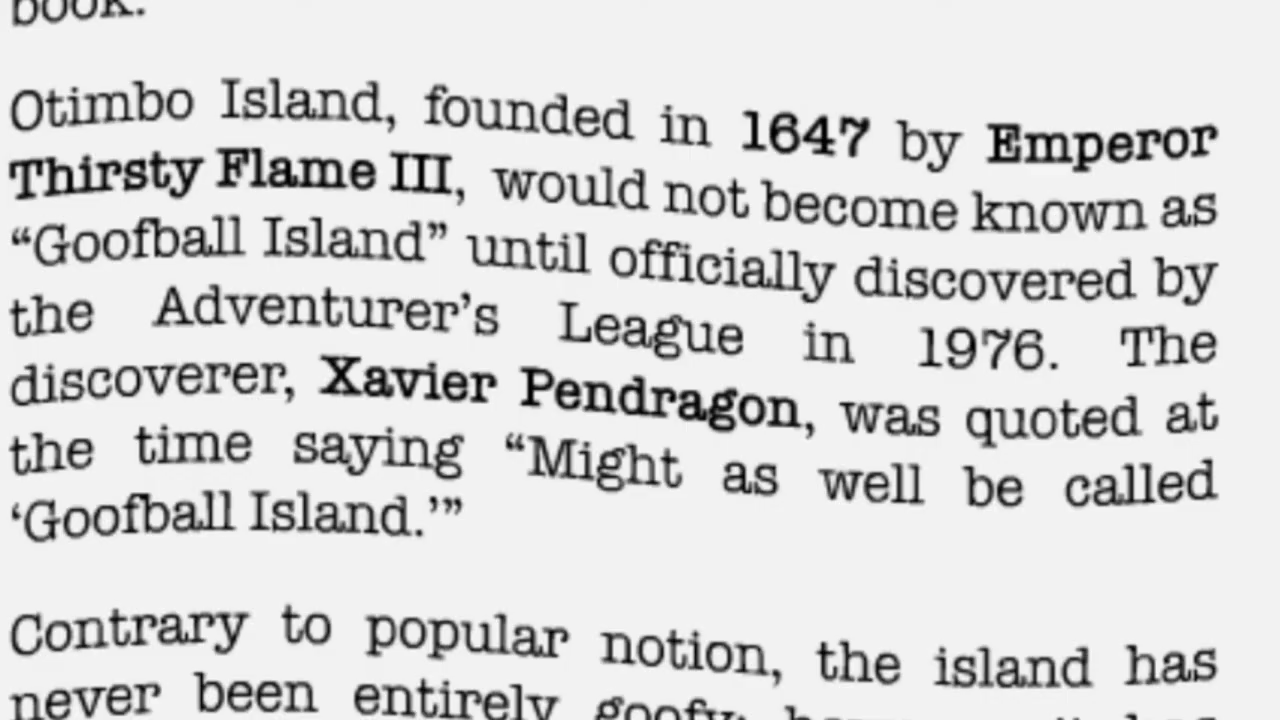 book.
Otimbo Island, founded in 1647 by Emperor
Thirsty Flame III, would not become known as
“Goofball Island” until officially discovered by
the Adventurer’s League in 1976. The
discoverer, Xavier Pendragon, was quoted at
the time saying “Might as well be called
‘Goofball Island.’”
Contrary to popular notion, the island has
never been entirely goofy;